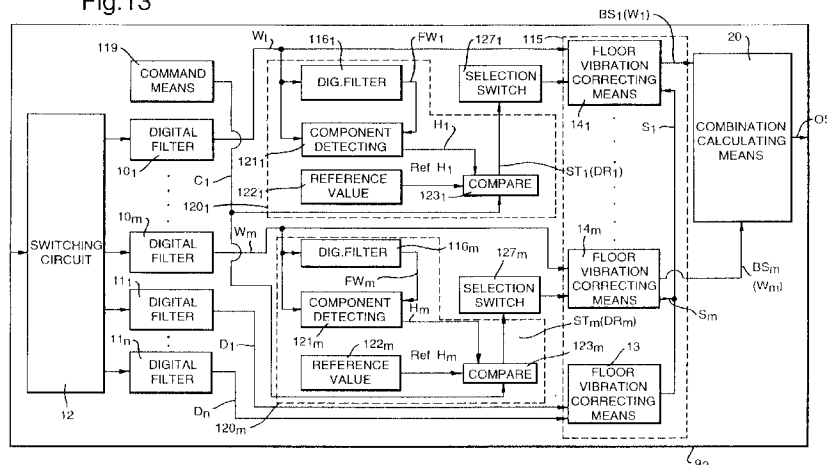 Fig.13
119
COMMAND
MEANS
W₁
116₁
FW₁
127₁
115
BS₁(W₁)
20
DIG.FILTER
SELECTION
SWITCH
FLOOR
VIBRATION
CORRECTING
MEANS
14₁
DIGITAL
FILTER
10₁
C₁
COMPONENT
DETECTING
121₁
H₁
S₁
COMBINATION
CALCULATING
MEANS
OS
REFERENCE
VALUE
122₁
Ref H₁
COMPARE
123₁
ST₁(DR₁)
120₁
SWITCHING
CIRCUIT
12
DIGITAL
FILTER
10m
Wm
DIG.FILTER
116m
FWm
127m
14m
FLOOR
VIBRATION
CORRECTING
MEANS
BSm
(Wm)
Sm
DIGITAL
FILTER
11₁
D₁
COMPONENT
DETECTING
121m
Hm
SELECTION
SWITCH
STm(DRm)
DIGITAL
FILTER
11n
Dn
REFERENCE
VALUE
122m
Ref Hm
COMPARE
123m
120m
13
FLOOR
VIBRATION
CORRECTING
MEANS